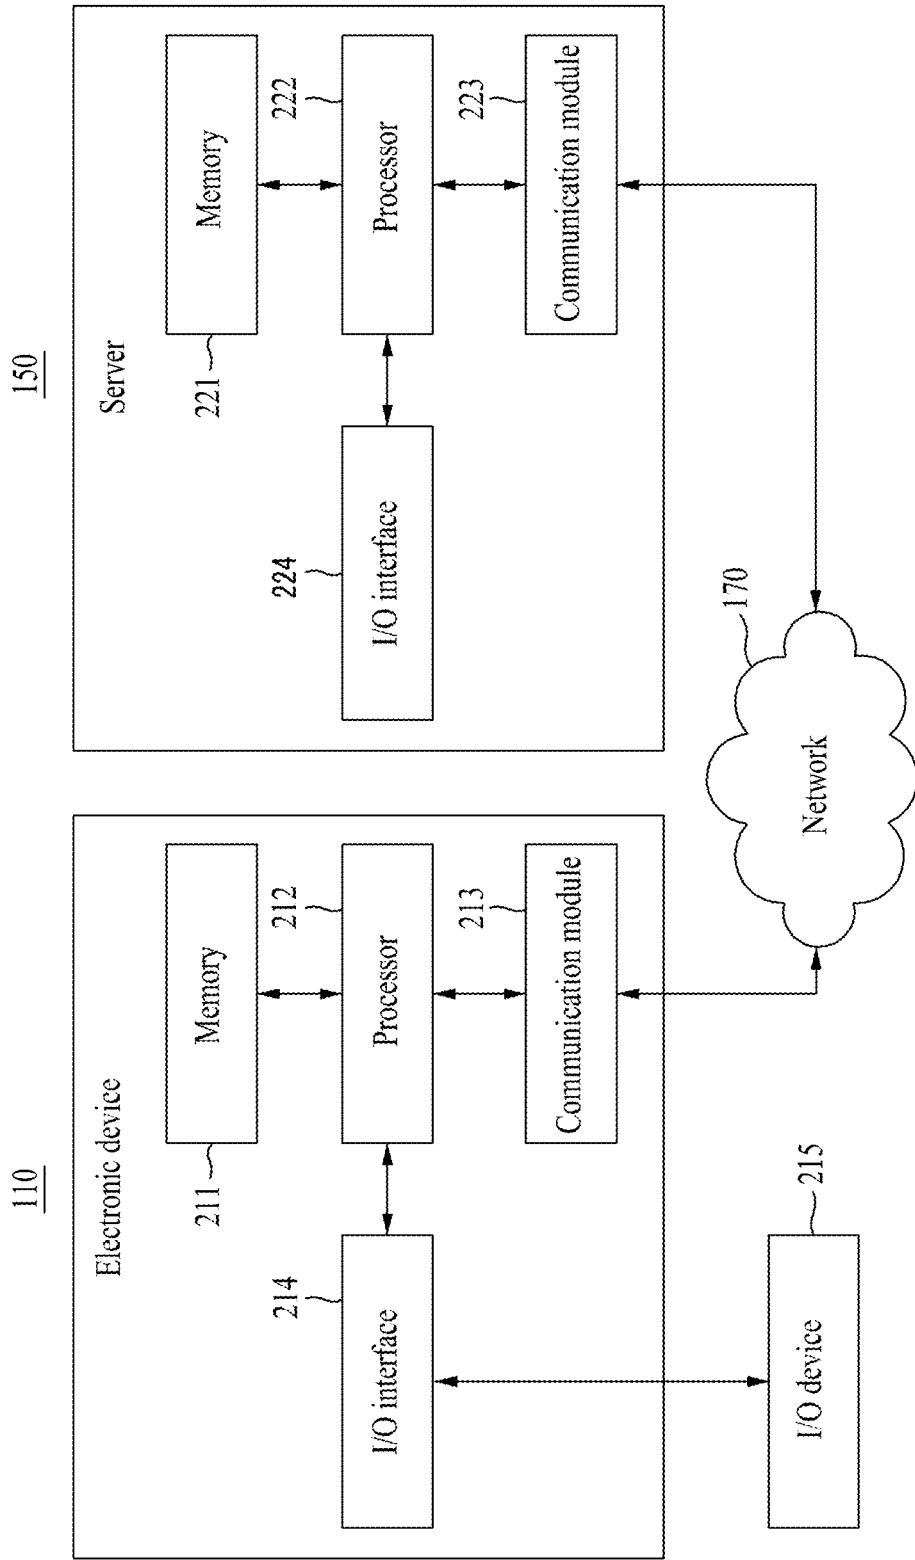 110
Electronic device
211
Memory
212
214
I/O interface
Processor
213
Communication module
215
I/O device
150
Server
221
Memory
222
224
I/O interface
Processor
223
Communication module
170
Network